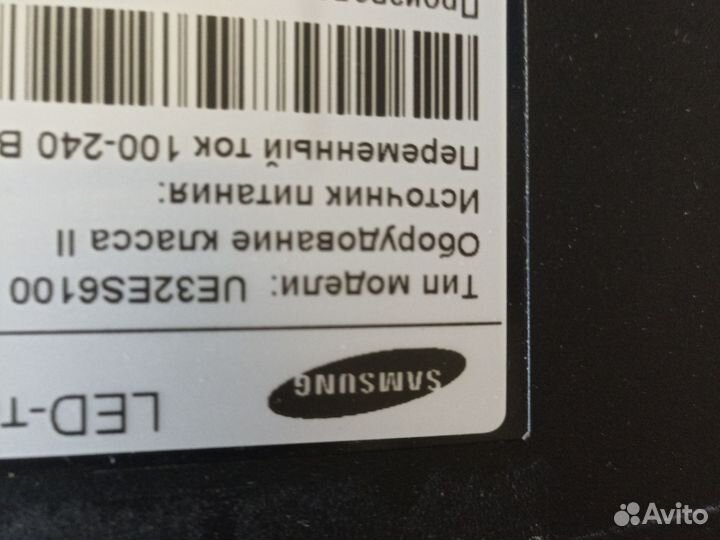 SAMSUNG LED-Т
Тип модели: UE32ES6100
Оборудование класса II
Источник питания:
Переменный ток 100-240 В
Avito